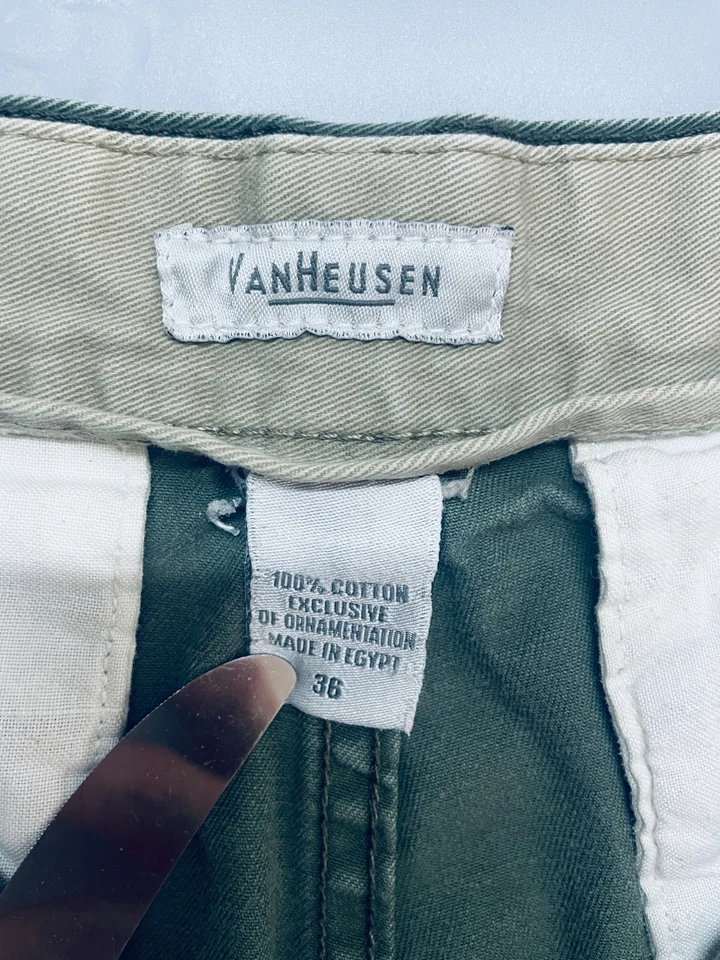 VANHEUSEN
100% COTTON
EXCLUSIVE
OF ORNAMENTATION
MADE IN EGYPT
36